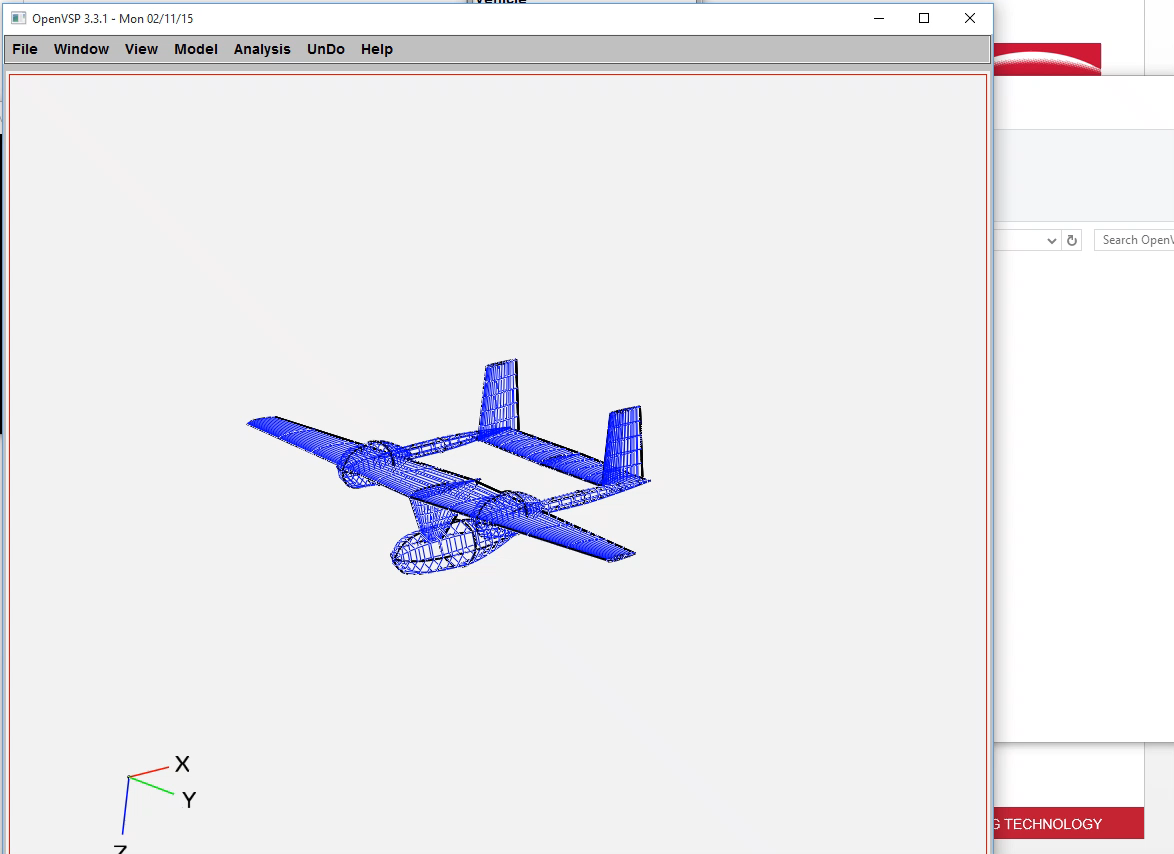 Vehicle
OpenVSP 3.3.1 - Mon 02/11/15
File Window View Model Analysis UnDo Help
Search OpenV
X
Y
Z
G TECHNOLOGY